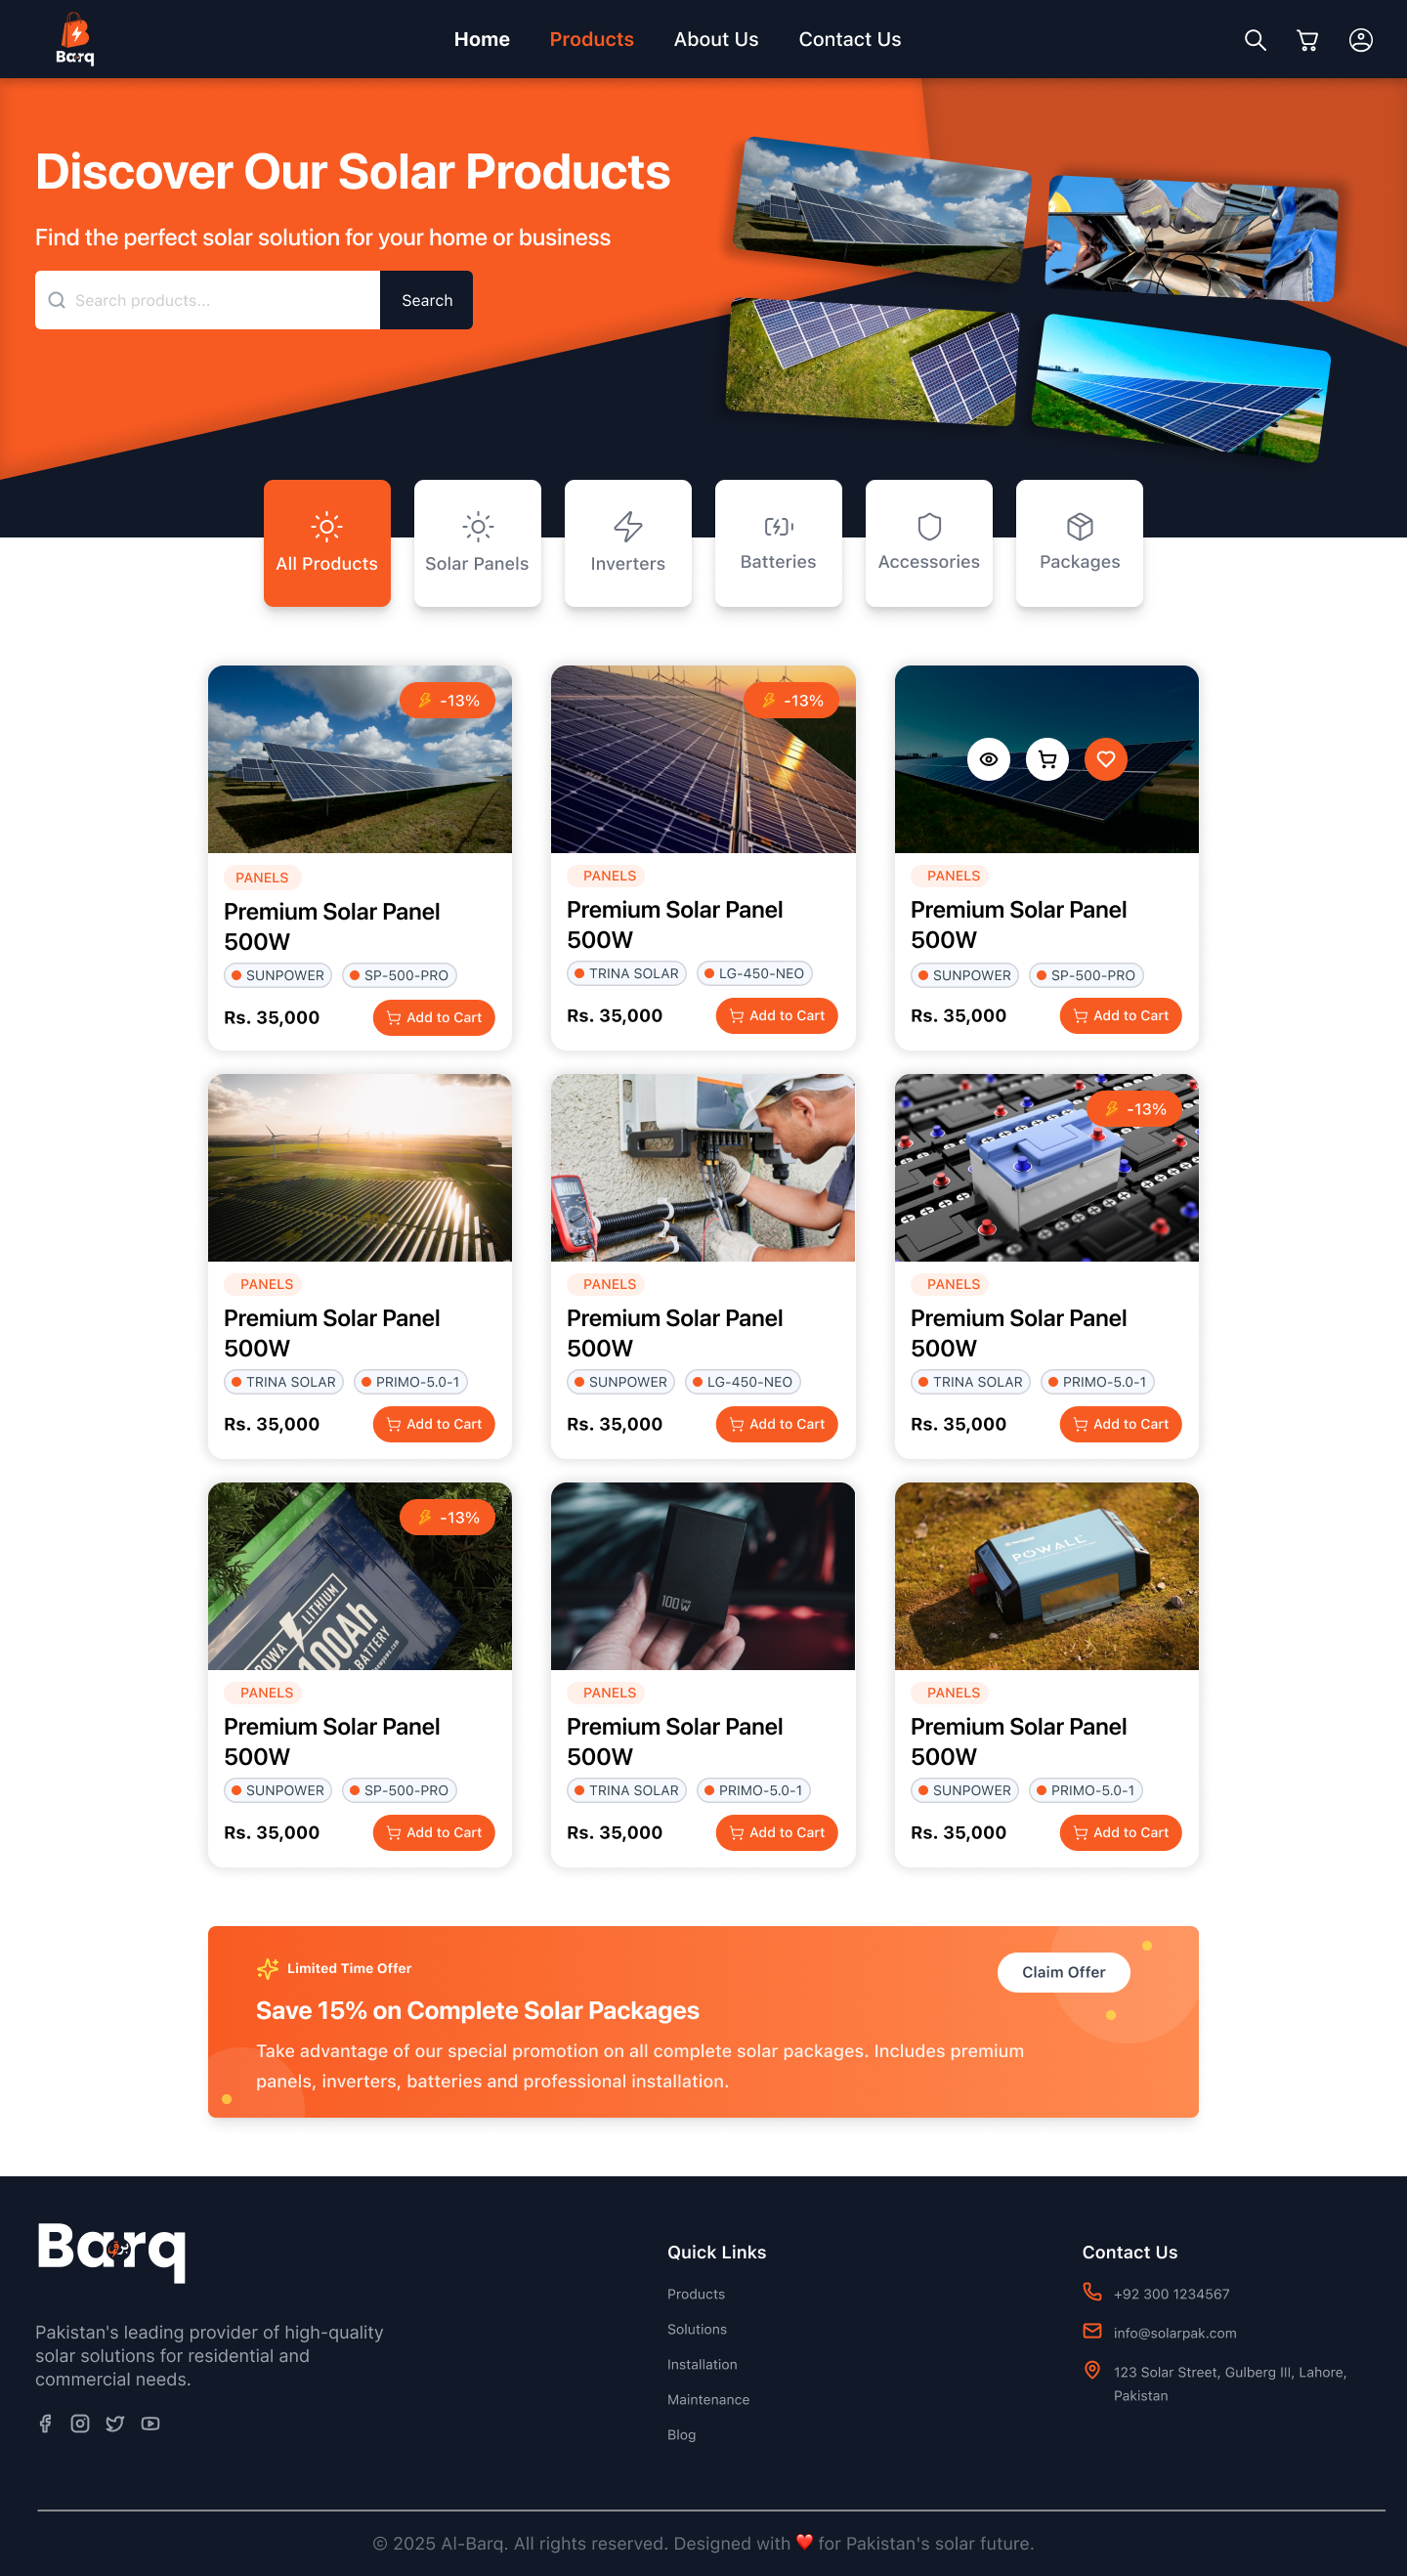 Barq
Home
Products
About Us
Contact Us
Discover Our Solar Products
Find the perfect solar solution for your home or business
Search products...
Search
All Products
Solar Panels
Inverters
Batteries
Accessories
Packages
-13%
-13%
PANELS
PANELS
PANELS
Premium Solar Panel
500W
Premium Solar Panel
500W
Premium Solar Panel
500W
SUNPOWER
SP-500-PRO
TRINA SOLAR
LG-450-NEO
SUNPOWER
SP-500-PRO
Rs. 35,000
Add to Cart
Rs. 35,000
Add to Cart
Rs. 35,000
Add to Cart
-13%
PANELS
PANELS
PANELS
Premium Solar Panel
500W
Premium Solar Panel
500W
Premium Solar Panel
500W
TRINA SOLAR
PRIMO-5.0-1
SUNPOWER
LG-450-NEO
TRINA SOLAR
PRIMO-5.0-1
Rs. 35,000
Add to Cart
Rs. 35,000
Add to Cart
Rs. 35,000
Add to Cart
-13%
LITHIUM
100Ah
BATTERY
100W
POWALL
PANELS
PANELS
PANELS
Premium Solar Panel
500W
Premium Solar Panel
500W
Premium Solar Panel
500W
SUNPOWER
SP-500-PRO
TRINA SOLAR
PRIMO-5.0-1
SUNPOWER
PRIMO-5.0-1
Rs. 35,000
Add to Cart
Rs. 35,000
Add to Cart
Rs. 35,000
Add to Cart
Limited Time Offer
Claim Offer
Save 15% on Complete Solar Packages
Take advantage of our special promotion on all complete solar packages. Includes premium
panels, inverters, batteries and professional installation.
Barq
برق
Pakistan's leading provider of high-quality
solar solutions for residential and
commercial needs.
Quick Links
Products
Solutions
Installation
Maintenance
Blog
Contact Us
+92 300 1234567
info@solarpak.com
123 Solar Street, Gulberg III, Lahore,
Pakistan
© 2025 Al-Barq. All rights reserved. Designed with ❤️ for Pakistan's solar future.